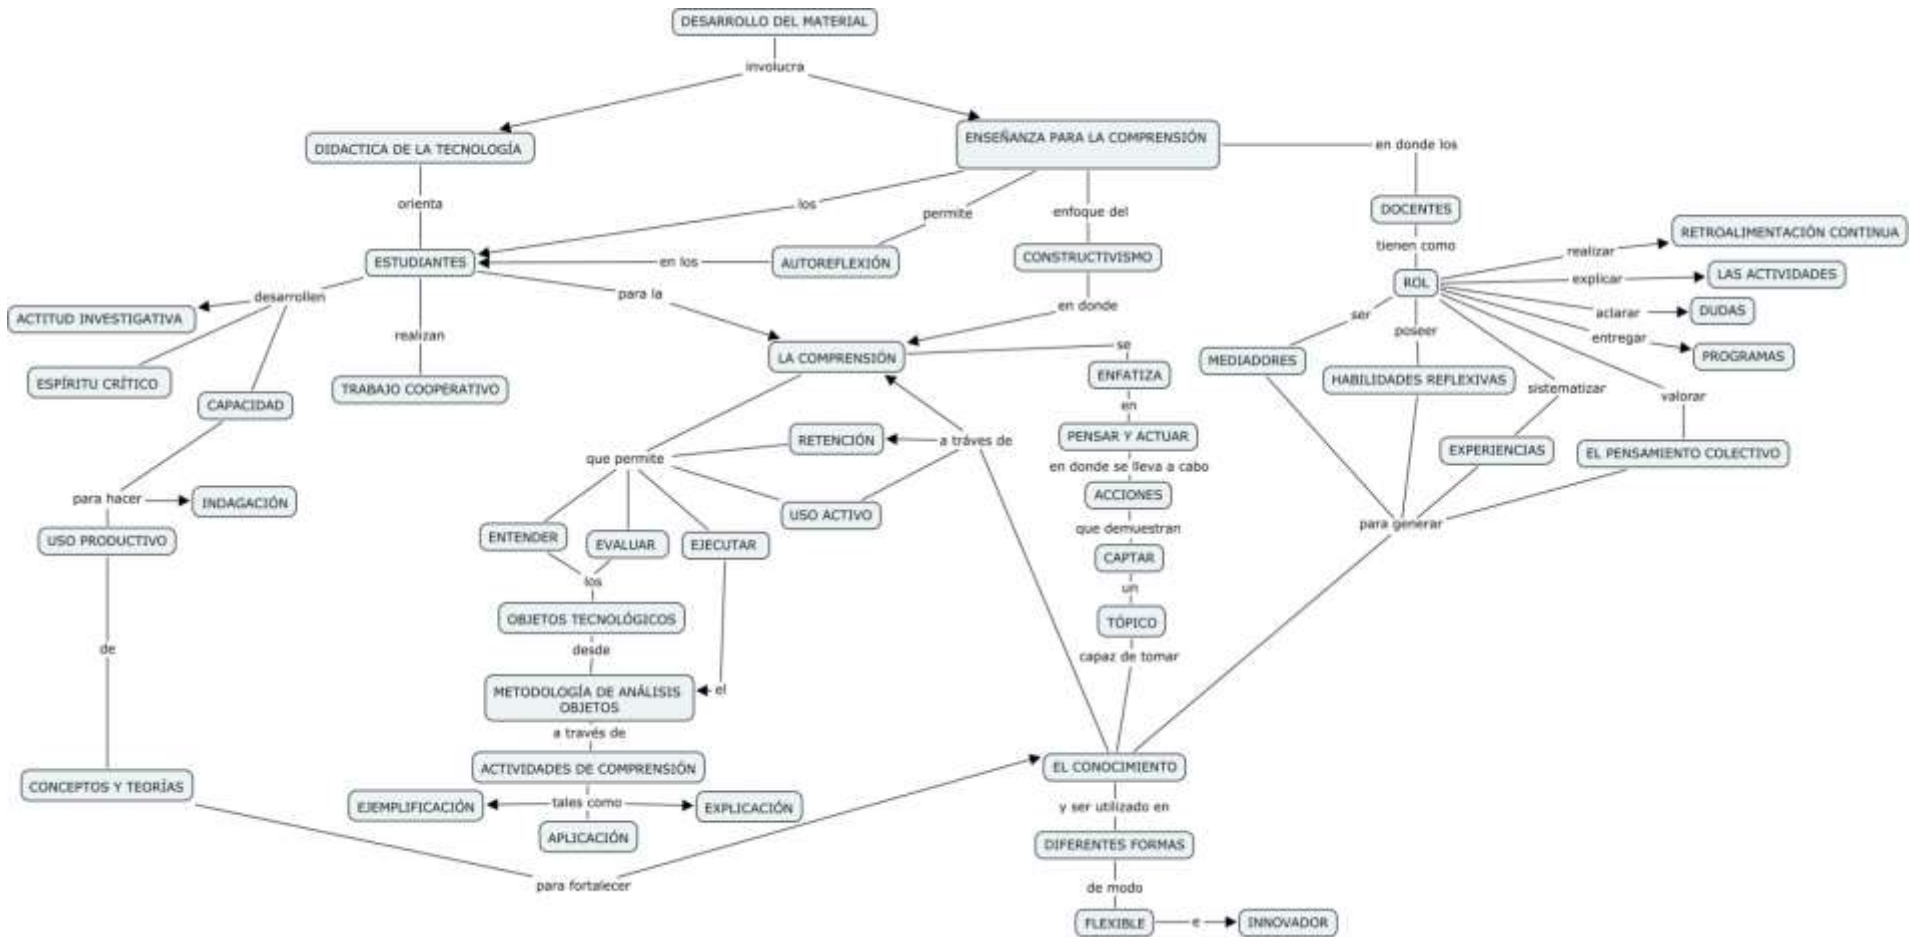 DESARROLLO DEL MATERIAL
involucra
DIDACTICA DE LA TECNOLOGÍA
ENSEÑANZA PARA LA COMPRENSIÓN
en donde los
orienta
los
permite
enfoque del
DOCENTES
tienen como
ESTUDIANTES
en los
AUTOREFLEXIÓN
CONSTRUCTIVISMO
ROL
realizar
RETROALIMENTACIÓN CONTINUA
explicar
LAS ACTIVIDADES
aclarar
DUDAS
entregar
PROGRAMAS
desarrollen
ACTITUD INVESTIGATIVA
ESPÍRITU CRÍTICO
CAPACIDAD
realizan
TRABAJO COOPERATIVO
para la
en donde
LA COMPRENSIÓN
se
ENFATIZA
en
PENSAR Y ACTUAR
en donde se lleva a cabo
ACCIONES
que demuestran
CAPTAR
un
TÓPICO
capaz de tomar
ser
MEDIADORES
poseer
HABILIDADES REFLEXIVAS
sistematizar
EXPERIENCIAS
valorar
EL PENSAMIENTO COLECTIVO
para generar
para hacer
INDAGACIÓN
USO PRODUCTIVO
de
CONCEPTOS Y TEORÍAS
para fortalecer
que permite
RETENCIÓN
a tráves de
USO ACTIVO
ENTENDER
EVALUAR
EJECUTAR
los
OBJETOS TECNOLÓGICOS
desde
METODOLOGÍA DE ANÁLISIS
OBJETOS
el
a través de
ACTIVIDADES DE COMPRENSIÓN
tales como
EJEMPLIFICACIÓN
EXPLICACIÓN
APLICACIÓN
EL CONOCIMIENTO
y ser utilizado en
DIFERENTES FORMAS
de modo
FLEXIBLE
e
INNOVADOR